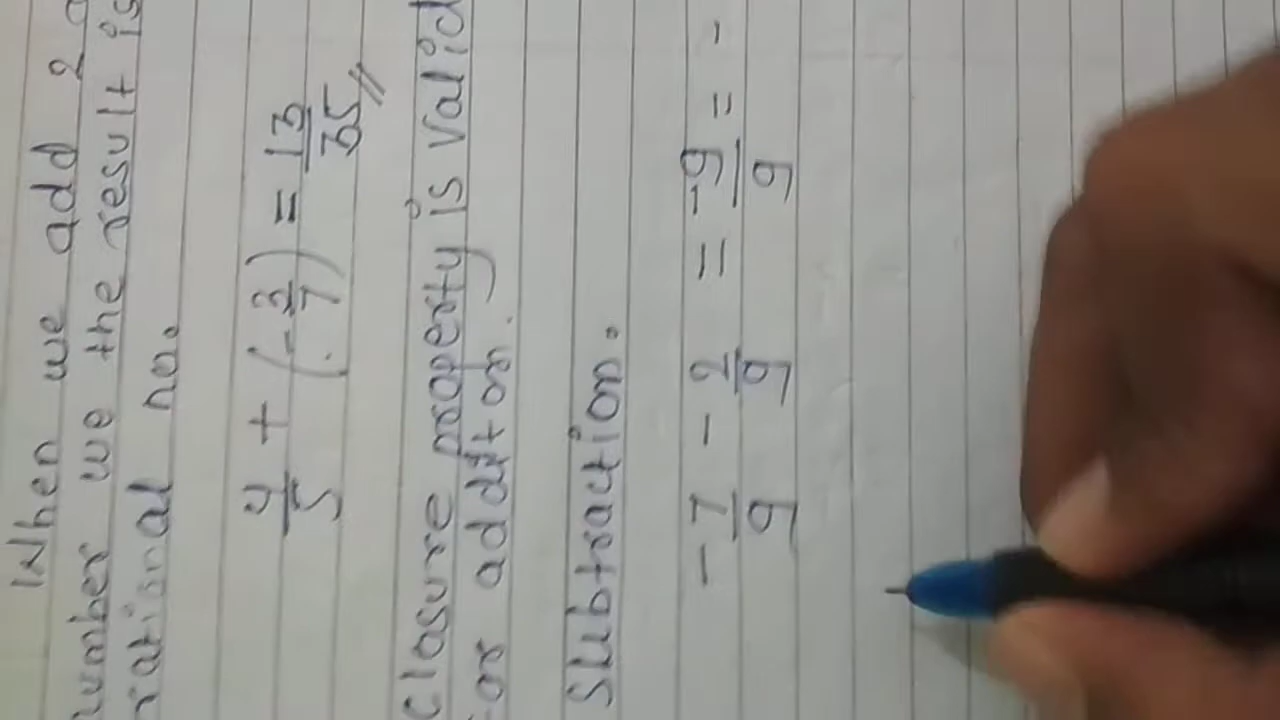 When we add 2
number we the result is
rational no.
4/5 + (-3/7) = 13/35 //
Closure property is valid
for addition.
Subtraction.
-7/9 - 2/9 = -9/9 = -